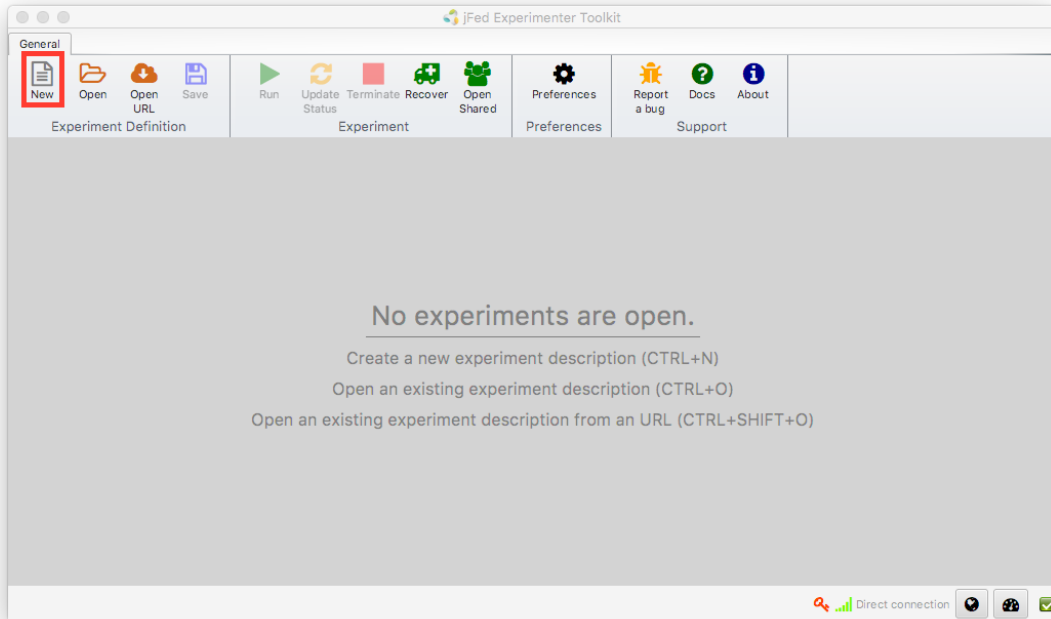 jFed Experimenter Toolkit
General
New Open Open URL Save Run Update Status Terminate Recover Open Shared Preferences Report a bug Docs About
Experiment Definition Experiment Preferences Support
No experiments are open.
Create a new experiment description (CTRL+N)
Open an existing experiment description (CTRL+O)
Open an existing experiment description from an URL (CTRL+SHIFT+O)
Direct connection